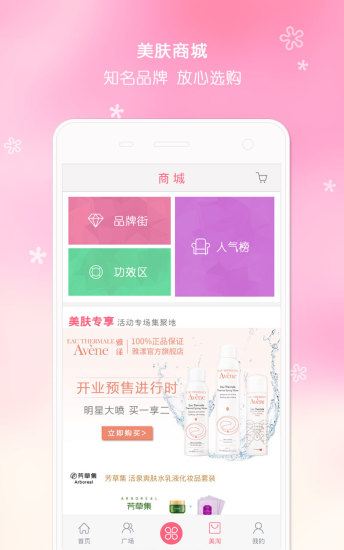 美肤商城
知名品牌 放心选购
商城
品牌街
人气榜
功效区
美肤专享 活动专场集聚地
EAU THERMALE
Avène
雅漾
100%正品保证
雅漾官方旗舰店
开业预售进行时
明星大喷 买一享二
立即购买>
EAU THERMALE
Avène
芳草集
Arboreal
芳草集 活泉爽肤水乳液化妆品套装
ARBOREAL
芳草集
首页
广场
美淘
我的